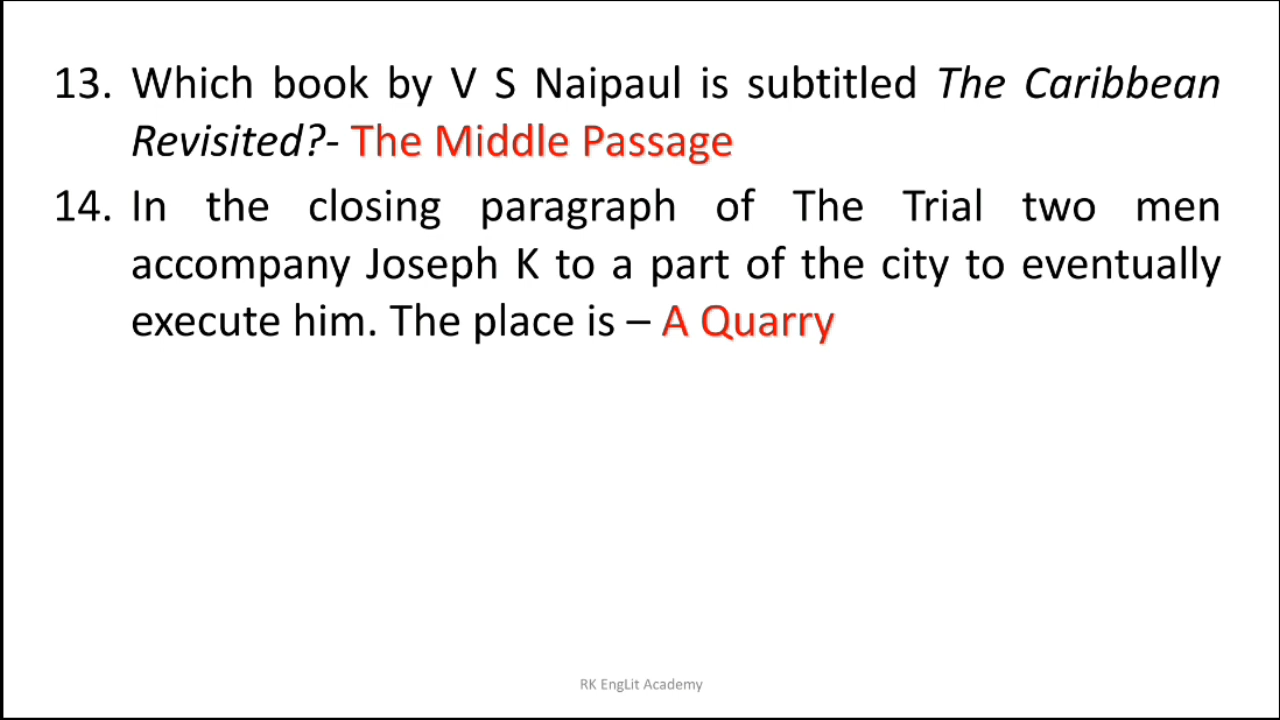 13. Which book by V S Naipaul is subtitled The Caribbean
Revisited?- The Middle Passage
14. In the closing paragraph of The Trial two men
accompany Joseph K to a part of the city to eventually
execute him. The place is – A Quarry
RK EngLit Academy